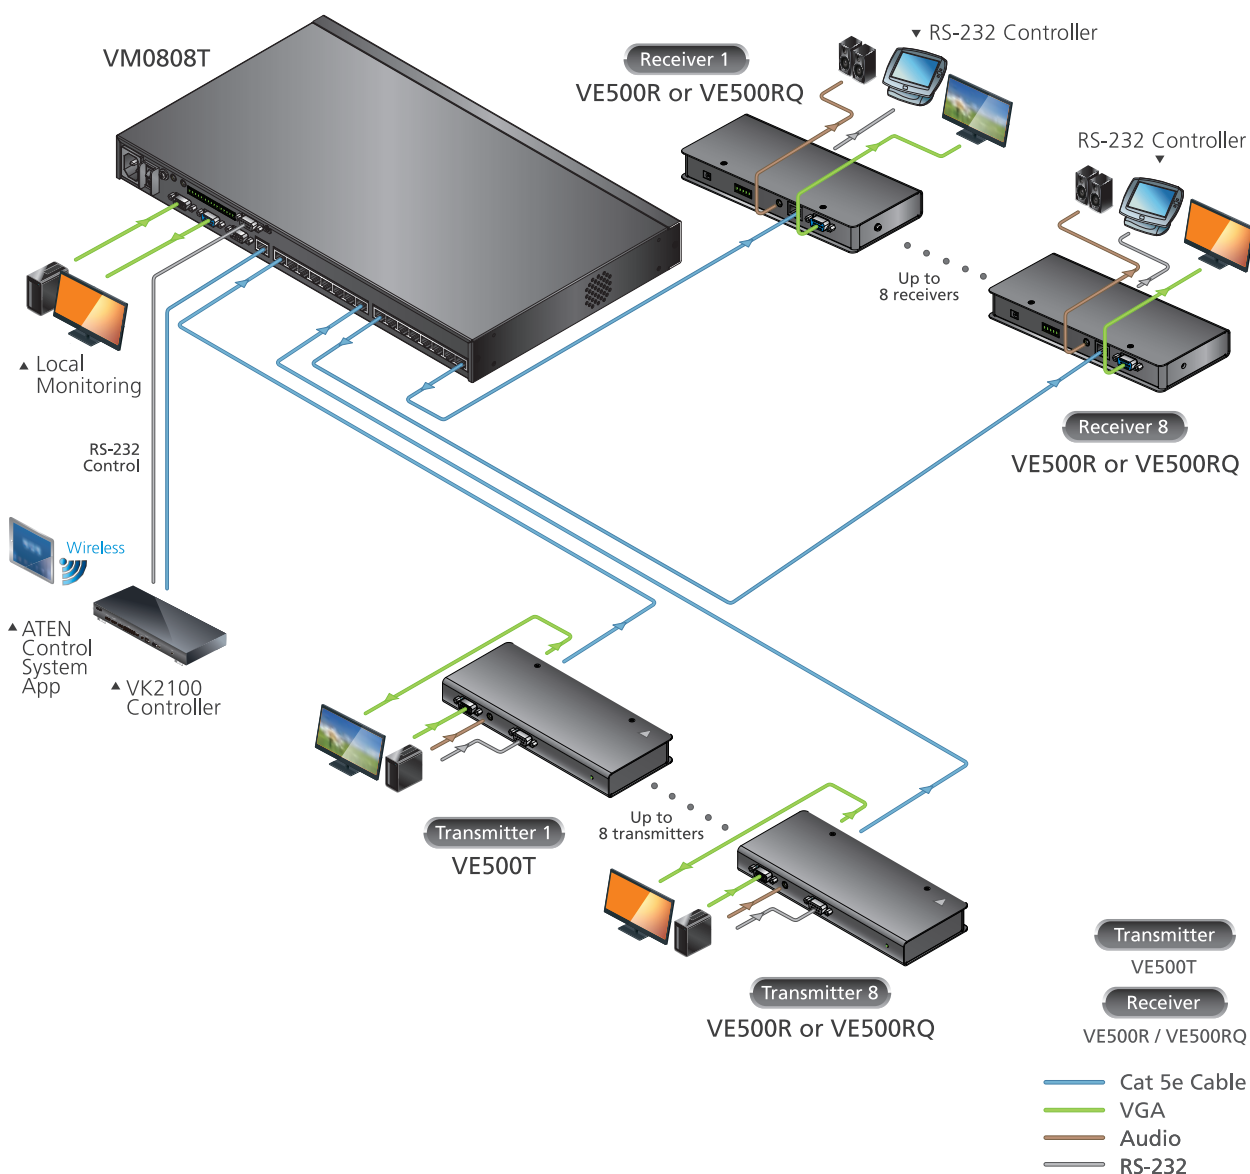 VM0808T
Receiver 1
VE500R or VE500RQ
▼ RS-232 Controller
RS-232 Controller
▼
Up to
8 receivers
▲ Local
Monitoring
Receiver 8
VE500R or VE500RQ
RS-232
Control
Wireless
▲ ATEN
Control
System
App
▲ VK2100
Controller
Up to
8 transmitters
Transmitter 1
VE500T
Transmitter 8
VE500R or VE500RQ
Transmitter
VE500T
Receiver
VE500R / VE500RQ
Cat 5e Cable
VGA
Audio
RS-232